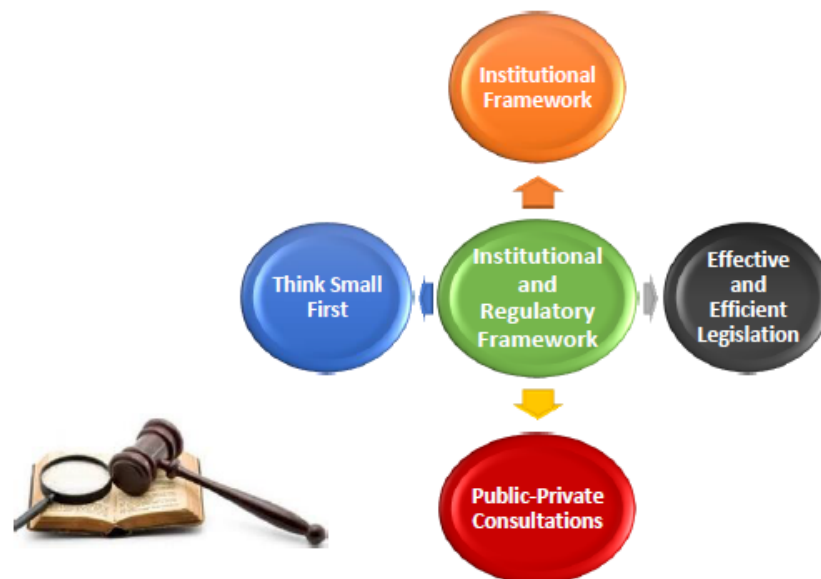 Institutional
Framework
Think Small
First
Institutional
and
Regulatory
Framework
Effective
and
Efficient
Legislation
Public-Private
Consultations